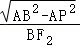 √(AB²-AP²)
BF₂